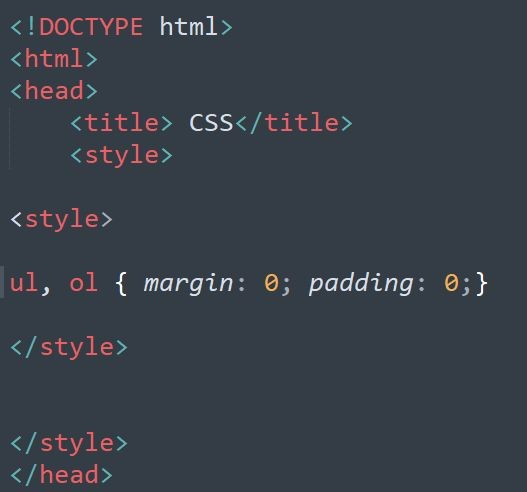 <!DOCTYPE html>
<html>
<head>
<title> CSS</title>
<style>
<style>
ul, ol { margin: 0; padding: 0;}
</style>
</style>
</head>